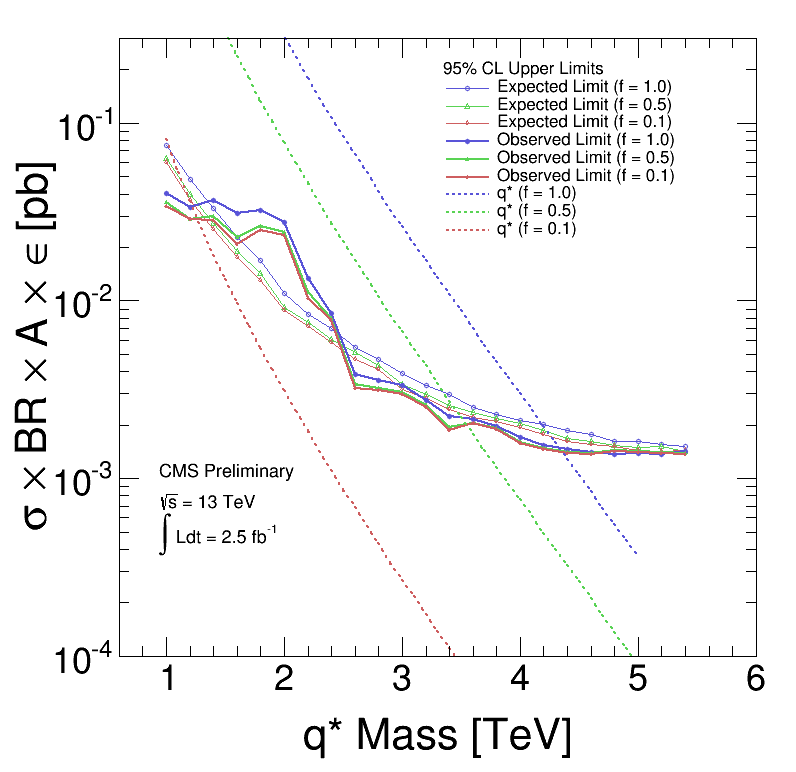 95% CL Upper Limits
Expected Limit (f = 1.0)
Expected Limit (f = 0.5)
Expected Limit (f = 0.1)
Observed Limit (f = 1.0)
Observed Limit (f = 0.5)
Observed Limit (f = 0.1)
q* (f = 1.0)
q* (f = 0.5)
q* (f = 0.1)
σ × BR × A × ∈ [pb]
10⁻¹
10⁻²
10⁻³
10⁻⁴
CMS Preliminary
√s = 13 TeV
∫ Ldt = 2.5 fb⁻¹
1 2 3 4 5 6
q* Mass [TeV]